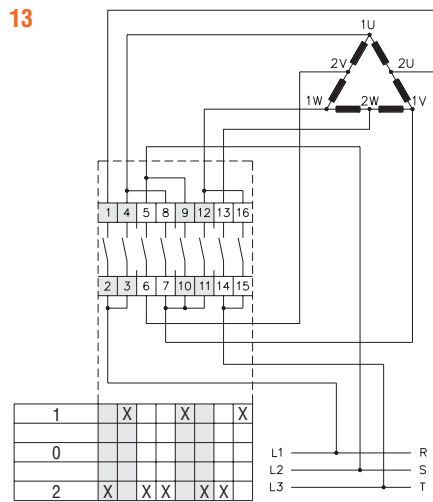 13
1U
2V 2U
1W 2W 1V
1 4 5 8 9 12 13 16
2 3 6 7 10 11 14 15
1 X X X
0
2 X X X X X
L1 R
L2 S
L3 T